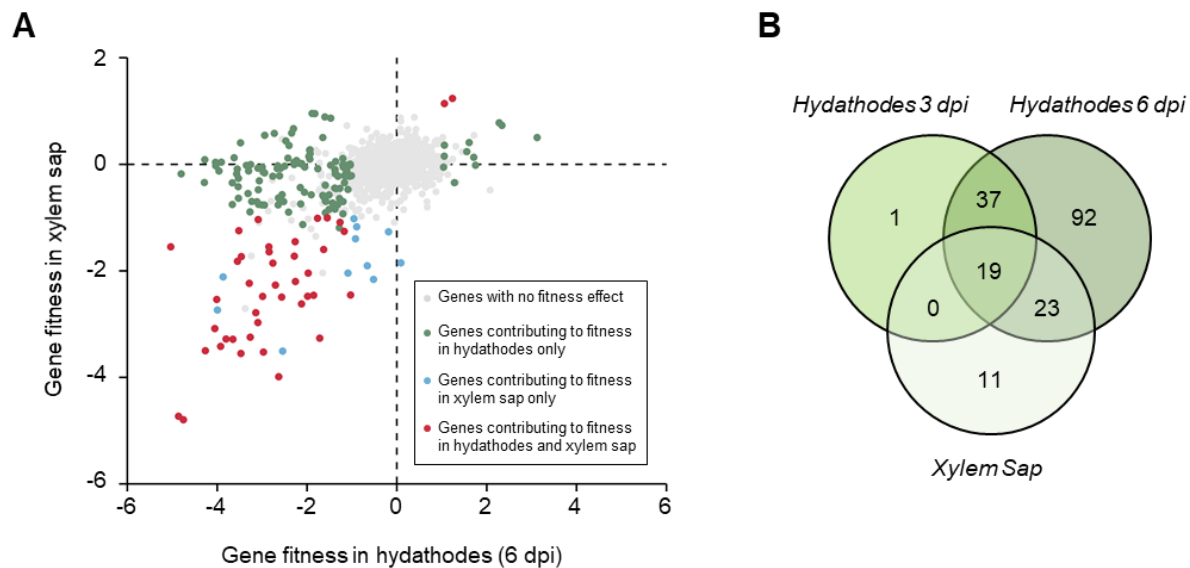 A
B
Gene fitness in xylem sap
2
0
-2
-4
-6
-6
-4
-2
0
2
4
6
Gene fitness in hydathodes (6 dpi)
Genes with no fitness effect
Genes contributing to fitness
in hydathodes only
Genes contributing to fitness
in xylem sap only
Genes contributing to fitness
in hydathodes and xylem sap
Hydathodes 3 dpi
Hydathodes 6 dpi
1
37
92
19
0
23
11
Xylem Sap